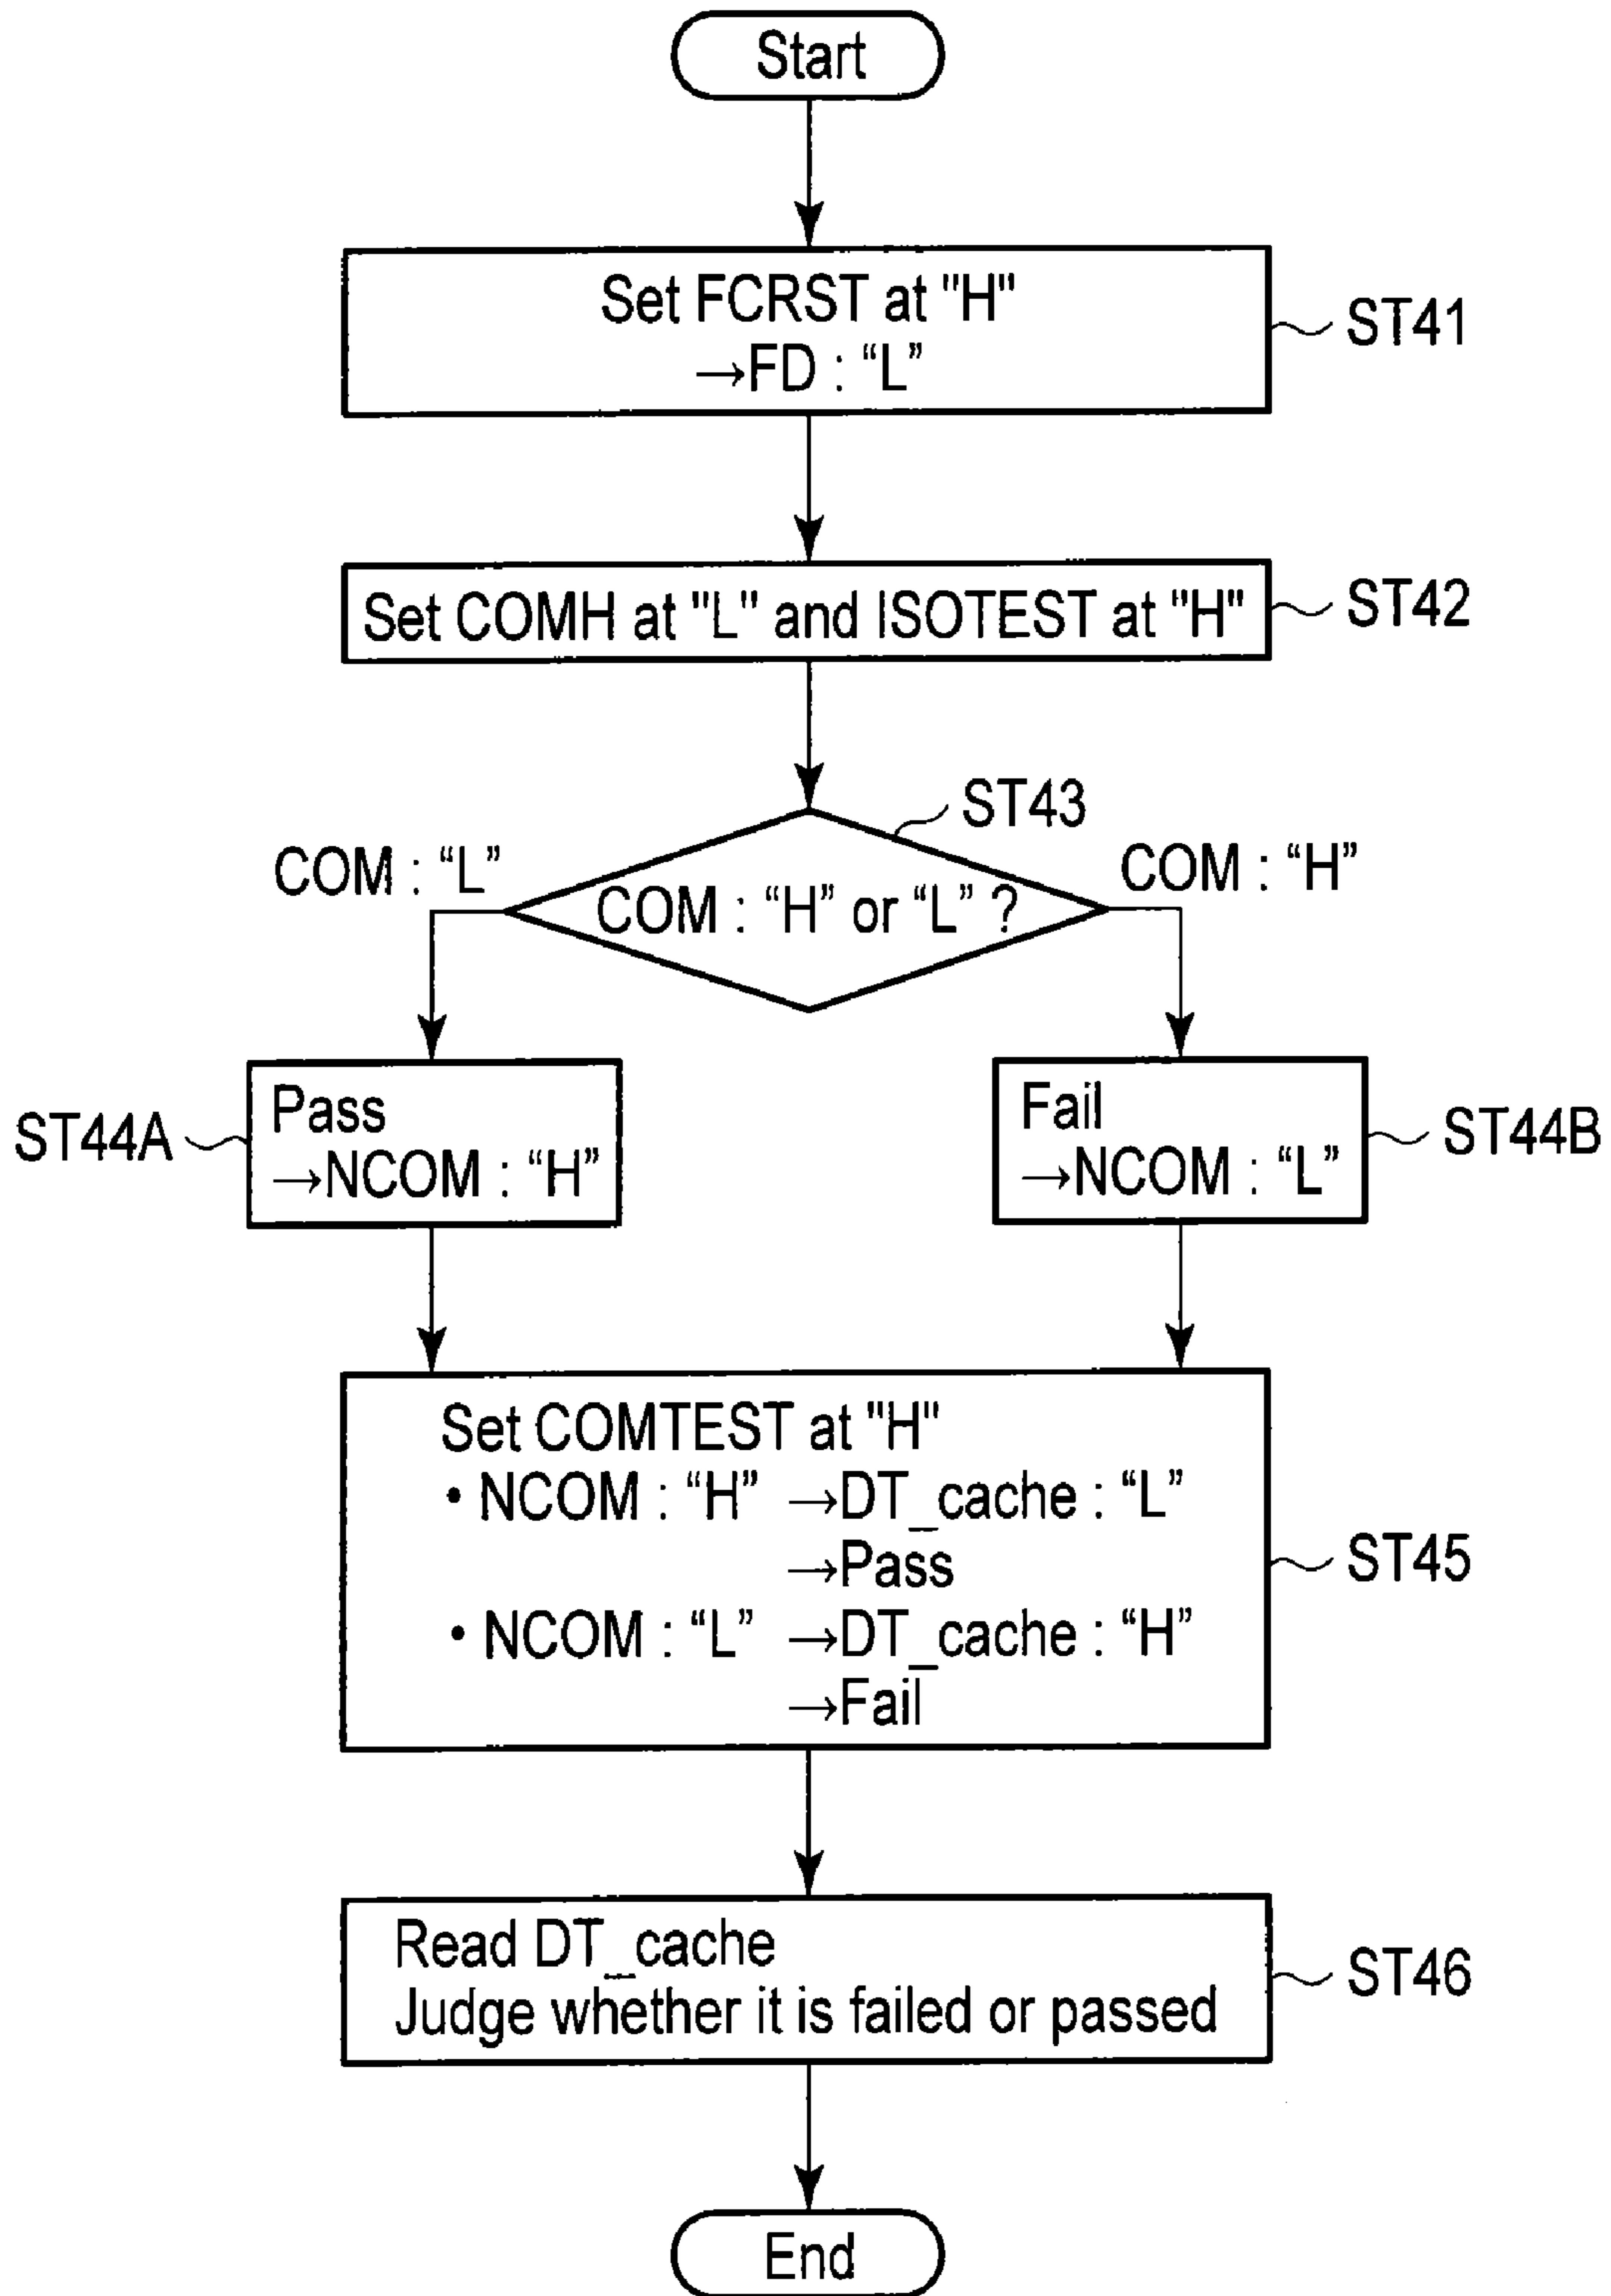 Start
Set FCRST at "H"
→FD : “L”
ST41
Set COMH at "L" and ISOTEST at "H"
ST42
ST43
COM : “L”
COM : “H” or “L” ?
COM : “H”
ST44A
Pass
→NCOM : “H”
Fail
→NCOM : “L”
ST44B
Set COMTEST at "H"
• NCOM : “H” →DT_cache : “L”
→Pass
• NCOM : “L” →DT_cache : “H”
→Fail
ST45
Read DT_cache
Judge whether it is failed or passed
ST46
End